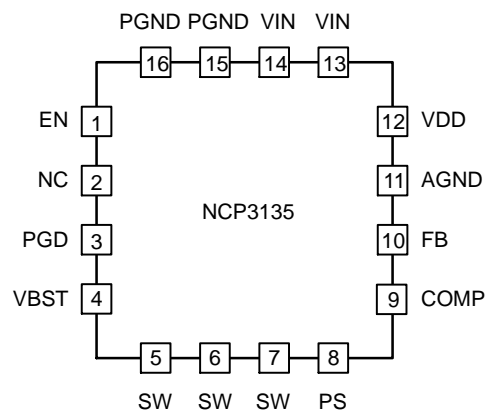 PGND PGND VIN VIN
16 15 14 13
EN 1
12 VDD
NC 2
11 AGND
NCP3135
PGD 3
10 FB
VBST 4
9 COMP
5 6 7 8
SW SW SW PS